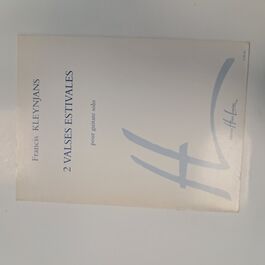 Francis KLEYNJANS
2 VALSES ESTIVALES
pour guitare solo